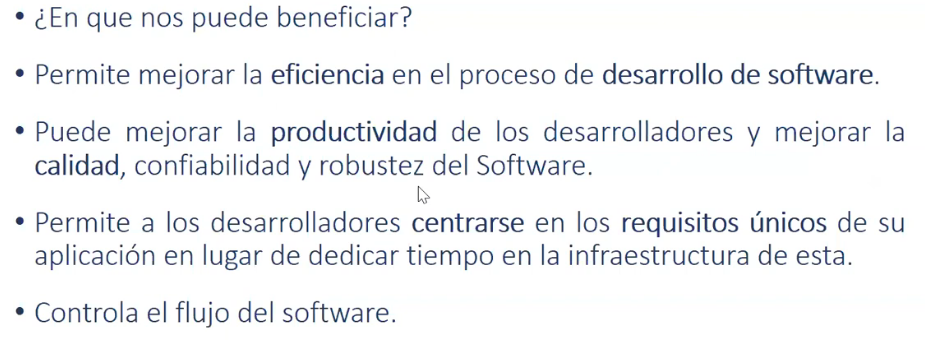 • ¿En que nos puede beneficiar?
• Permite mejorar la eficiencia en el proceso de desarrollo de software.
• Puede mejorar la productividad de los desarrolladores y mejorar la
calidad, confiabilidad y robustez del Software.
• Permite a los desarrolladores centrarse en los requisitos únicos de su
aplicación en lugar de dedicar tiempo en la infraestructura de esta.
• Controla el flujo del software.